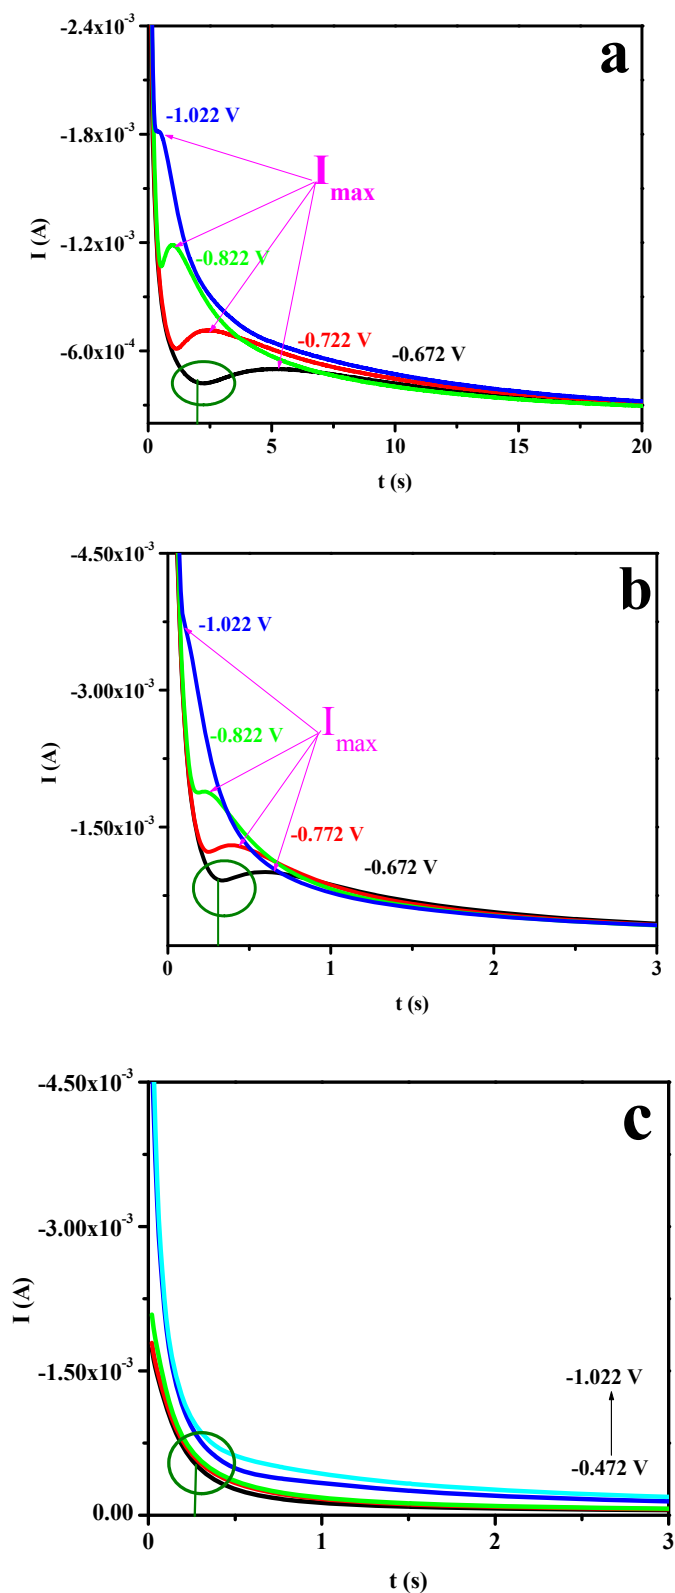 -2.4x10⁻³
a
-1.022 V
-1.8x10⁻³
I_max
-1.2x10⁻³
-0.822 V
-0.722 V
-0.672 V
-6.0x10⁻⁴
I (A)
0 5 10 15 20
t (s)
-4.50x10⁻³
b
-1.022 V
-3.00x10⁻³
-0.822 V
I_max
-1.50x10⁻³
-0.772 V
-0.672 V
I (A)
0 1 2 3
t (s)
-4.50x10⁻³
c
-3.00x10⁻³
-1.50x10⁻³
-1.022 V
-0.472 V
0.00
I (A)
0 1 2 3
t (s)